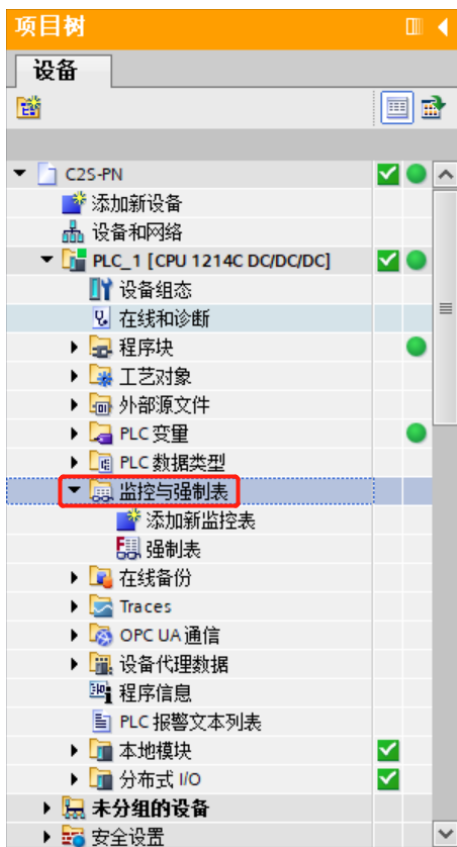 项目树
设备
C2S-PN
添加新设备
设备和网络
PLC_1 [CPU 1214C DC/DC/DC]
设备组态
在线和诊断
程序块
工艺对象
外部源文件
PLC 变量
PLC 数据类型
监控与强制表
添加新监控表
强制表
在线备份
Traces
OPC UA 通信
设备代理数据
程序信息
PLC 报警文本列表
本地模块
分布式 I/O
未分组的设备
安全设置